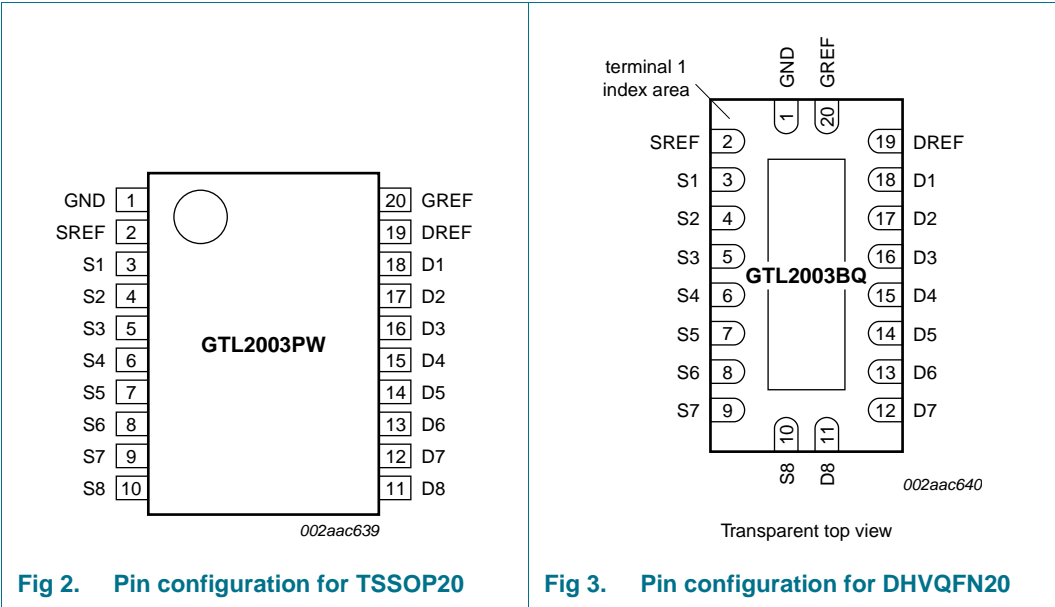 GND 1 20 GREF
SREF 2 19 DREF
S1 3 18 D1
S2 4 17 D2
S3 5 16 D3
S4 6 15 D4
S5 7 14 D5
S6 8 13 D6
S7 9 12 D7
S8 10 11 D8
GTL2003PW
002aac639
Fig 2. Pin configuration for TSSOP20
terminal 1
index area
GND GREF
1 20
SREF 2 19 DREF
S1 3 18 D1
S2 4 17 D2
S3 5 16 D3
S4 6 15 D4
S5 7 14 D5
S6 8 13 D6
S7 9 12 D7
10 11
S8 D8
GTL2003BQ
002aac640
Transparent top view
Fig 3. Pin configuration for DHVQFN20